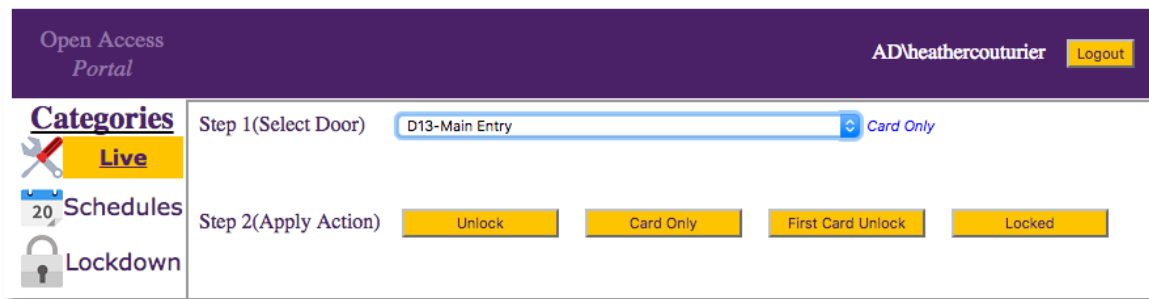 Open Access
Portal
AD\heathercouturier
Logout
Categories
Live
20
Schedules
Lockdown
Step 1(Select Door)
D13-Main Entry
Card Only
Step 2(Apply Action)
Unlock
Card Only
First Card Unlock
Locked